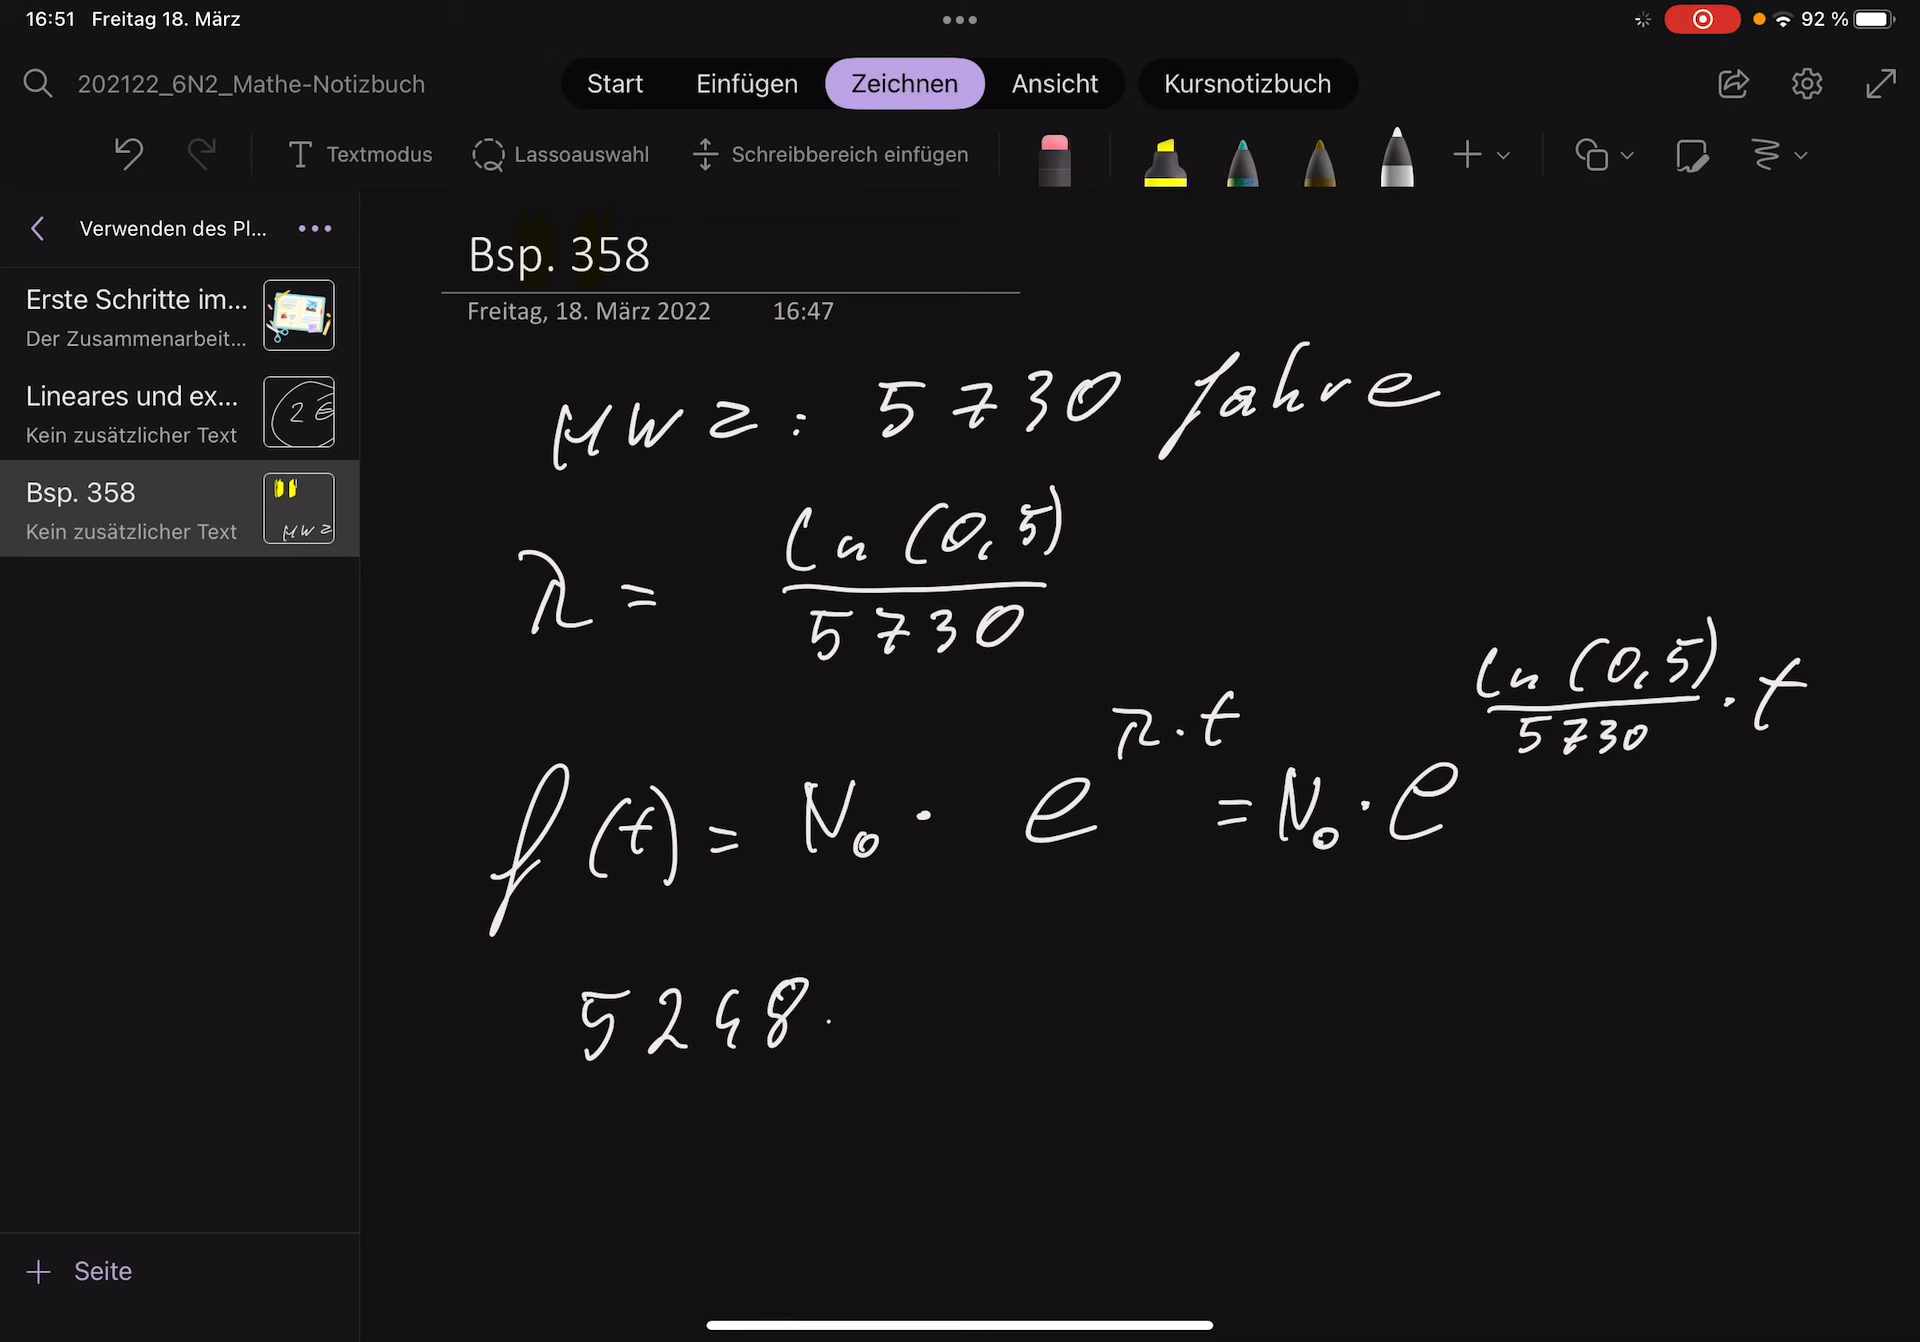 16:51 Freitag 18. März
92 %
202122_6N2_Mathe-Notizbuch
Start Einfügen Zeichnen Ansicht Kursnotizbuch
Textmodus Lassoauswahl Schreibbereich einfügen
Verwenden des Pl...
Erste Schritte im...
Der Zusammenarbeit...
Lineares und ex...
Kein zusätzlicher Text
2 €
Bsp. 358
Kein zusätzlicher Text
HWZ
Seite
Bsp. 358
Freitag, 18. März 2022 16:47
HWZ: 5730 Jahre
λ = ln(0,5)/5730
f(t) = N₀ · e^(λ·t) = N₀ · e^(ln(0,5)/5730 · t)
5248.